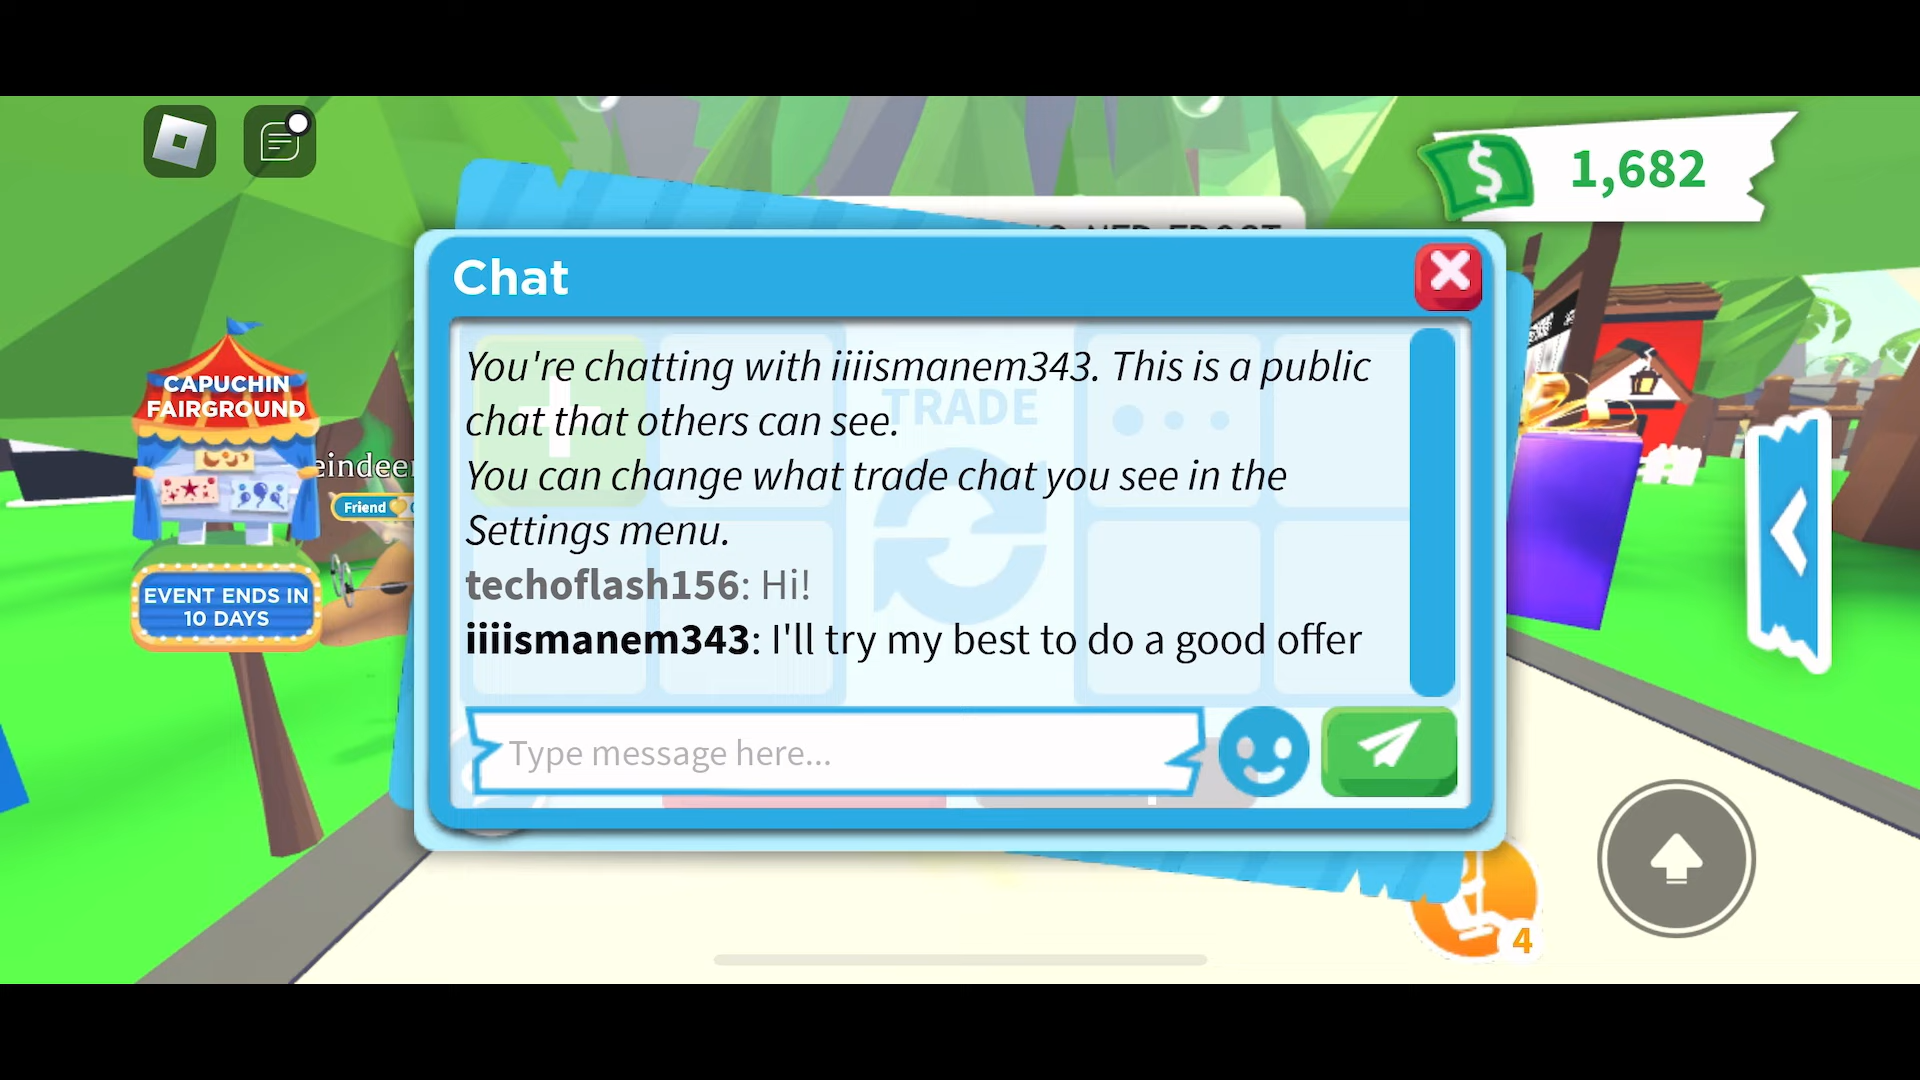 1,682
Chat
You're chatting with iiiismanem343. This is a public
chat that others can see.
You can change what trade chat you see in the
Settings menu.
techoflash156: Hi!
iiiismanem343: I'll try my best to do a good offer
Type message here...
TRADE
CAPUCHIN
FAIRGROUND
EVENT ENDS IN
10 DAYS
Friend
4